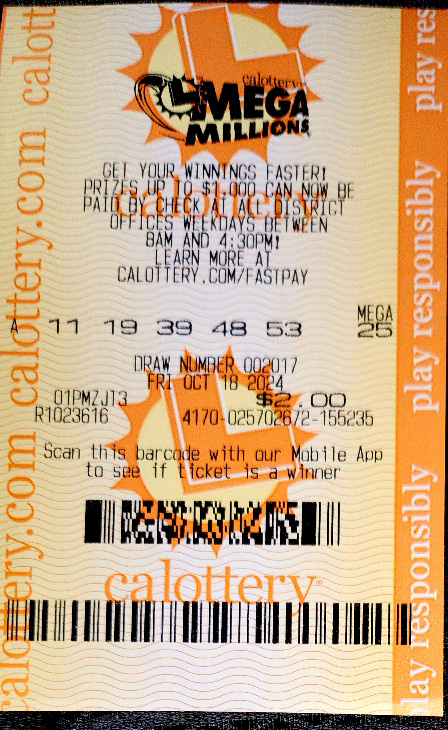 calottery
MEGA
MILLIONS
GET YOUR WINNINGS FASTER!
PRIZES UP TO $1,000 CAN NOW BE
PAID BY CHECK AT ALL DISTRICT
OFFICES WEEKDAYS BETWEEN
8AM AND 4:30PM!
LEARN MORE AT
CALOTTERY.COM/FASTPAY
calottery
MEGA
A 11 19 39 48 53 25
DRAW NUMBER 002017
FRI OCT 18 2024
01PMZJT3 $2.00
R1023616 4170-025702672-155235
Scan this barcode with our Mobile App
to see if ticket is a winner
calottery
calottery.com calottery.com calott
play responsibly play responsibly play res